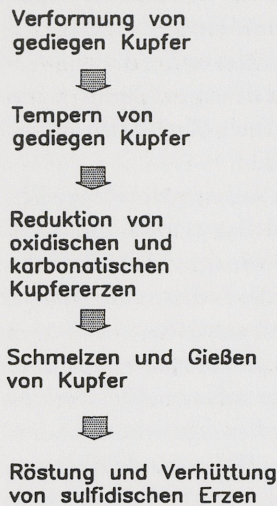 Verformung von
gediegen Kupfer
Tempern von
gediegen Kupfer
Reduktion von
oxidischen und
karbonatischen
Kupfererzen
Schmelzen und Gießen
von Kupfer
Röstung und Verhüttung
von sulfidischen Erzen